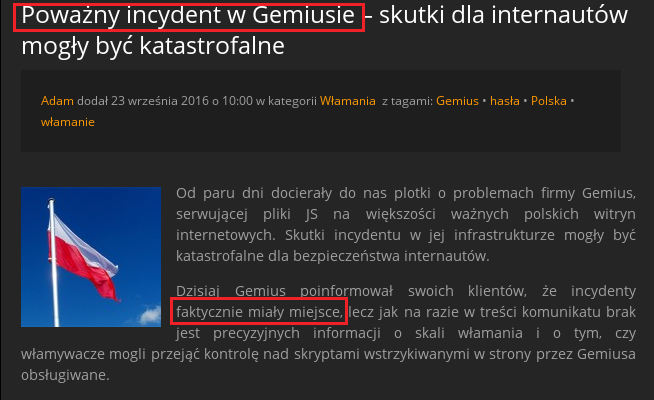 Poważny incydent w Gemiusie – skutki dla internautów
mogły być katastrofalne
Adam dodał 23 września 2016 o 10:00 w kategorii Włamania z tagami: Gemius • hasła • Polska •
włamanie
Od paru dni docierały do nas plotki o problemach firmy Gemius,
serwującej pliki JS na większości ważnych polskich witryn
internetowych. Skutki incydentu w jej infrastrukturze mogły być
katastrofalne dla bezpieczeństwa internautów.
Dzisiaj Gemius poinformował swoich klientów, że incydenty
faktycznie miały miejsce, lecz jak na razie w treści komunikatu brak
jest precyzyjnych informacji o skali włamania i o tym, czy
włamywacze mogli przejąć kontrolę nad skryptami wstrzykiwanymi w strony przez Gemiusa
obsługiwane.